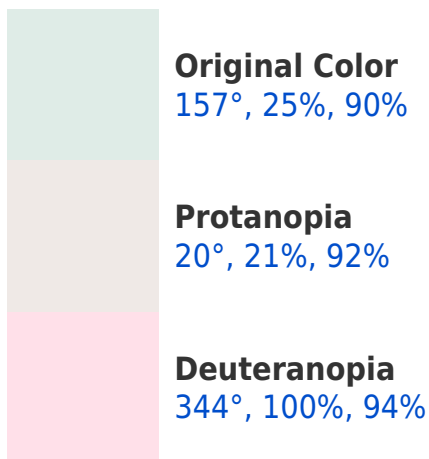 Original Color
157°, 25%, 90%
Protanopia
20°, 21%, 92%
Deuteranopia
344°, 100%, 94%